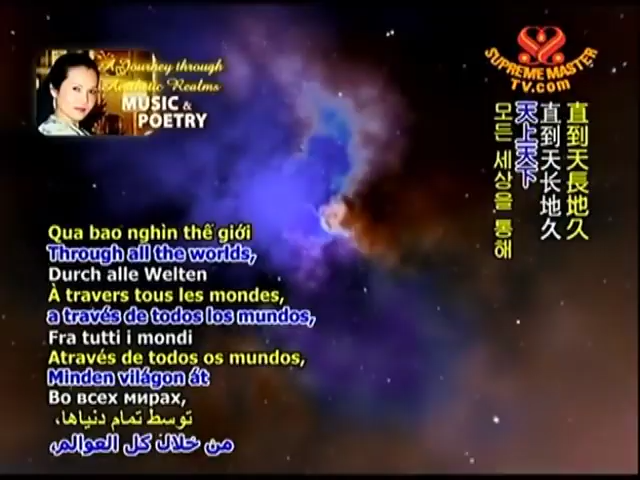 A Journey through
Aesthetic Realms
MUSIC &
POETRY
SUPREME MASTER
TV.com
直到天長地久
直到天长地久
天上天下
모든 세상을 통해
Qua bao nghìn thế giới
Through all the worlds,
Durch alle Welten
À travers tous les mondes,
a través de todos los mundos,
Fra tutti i mondi
Através de todos os mundos,
Minden világon át
Во всех мирах,
توسط تمام دنیاها،
من خلال كل العوالم،